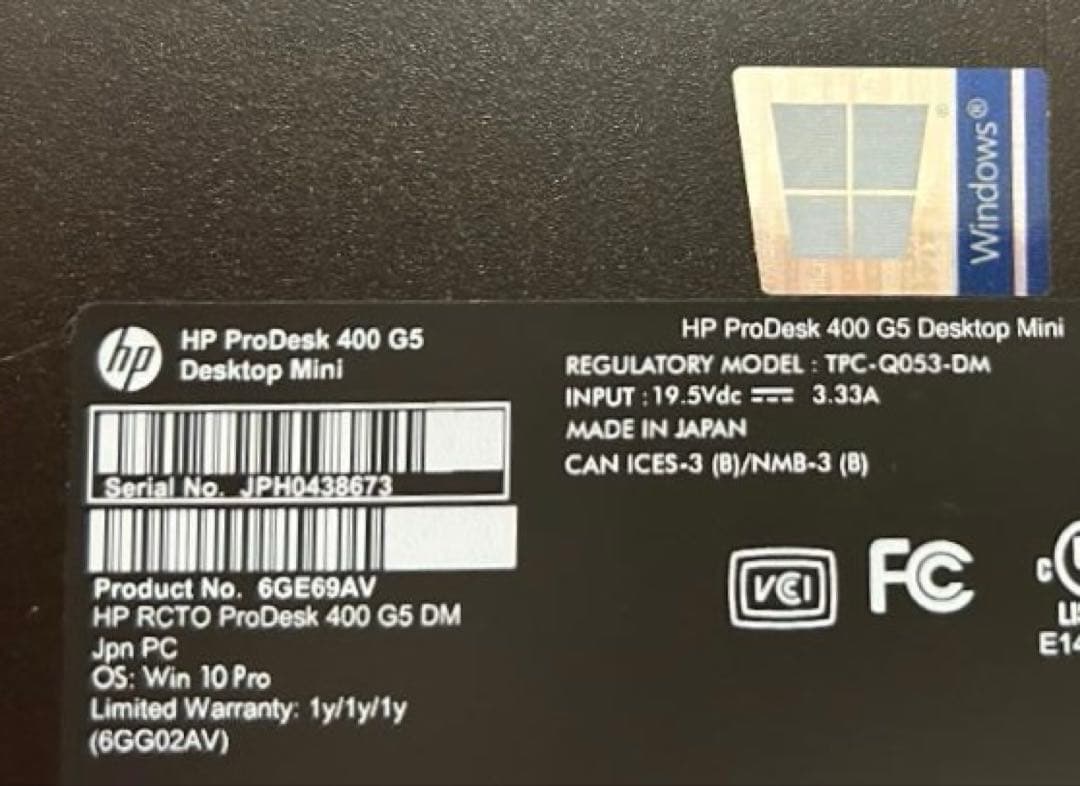 Windows®
hp
HP ProDesk 400 G5
Desktop Mini
Serial No. JPH0438673
Product No. 6GE69AV
HP RCTO ProDesk 400 G5 DM
Jpn PC
OS: Win 10 Pro
Limited Warranty: 1y/1y/1y
(6GG02AV)
HP ProDesk 400 G5 Desktop Mini
REGULATORY MODEL : TPC-Q053-DM
INPUT : 19.5Vdc ⎓ 3.33A
MADE IN JAPAN
CAN ICES-3 (B)/NMB-3 (B)
VCI
FC
c
E14